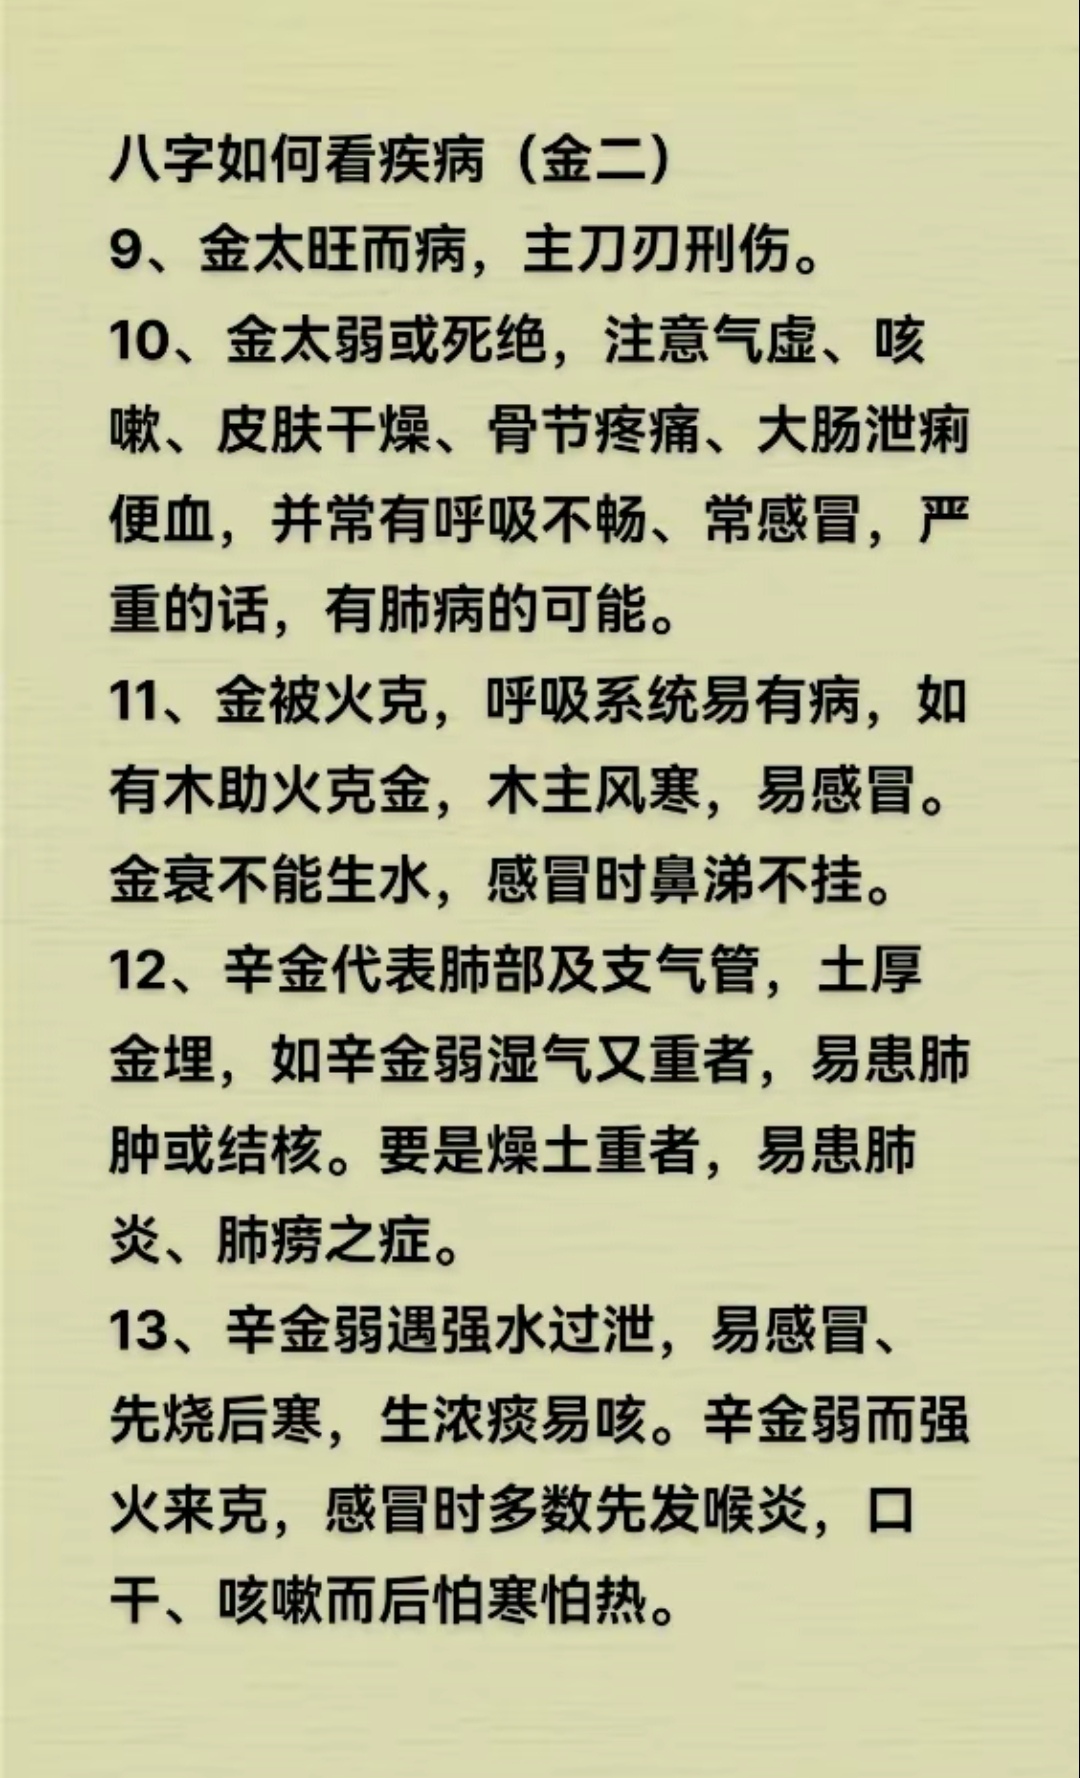 八字如何看疾病（金二）
9、金太旺而病，主刀刃刑伤。
10、金太弱或死绝，注意气虚、咳
嗽、皮肤干燥、骨节疼痛、大肠泄痢
便血，并常有呼吸不畅、常感冒，严
重的话，有肺病的可能。
11、金被火克，呼吸系统易有病，如
有木助火克金，木主风寒，易感冒。
金衰不能生水，感冒时鼻涕不挂。
12、辛金代表肺部及支气管，土厚
金埋，如辛金弱湿气又重者，易患肺
肿或结核。要是燥土重者，易患肺
炎、肺痨之症。
13、辛金弱遇强水过泄，易感冒、
先烧后寒，生浓痰易咳。辛金弱而强
火来克，感冒时多数先发喉炎，口
干、咳嗽而后怕寒怕热。